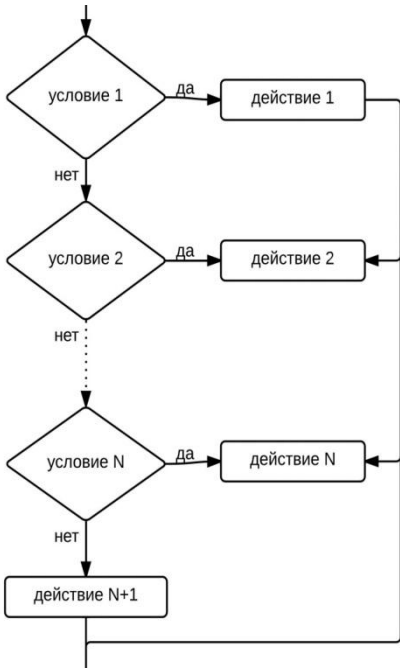 условие 1
да
действие 1
нет
условие 2
да
действие 2
нет
условие N
да
действие N
нет
действие N+1